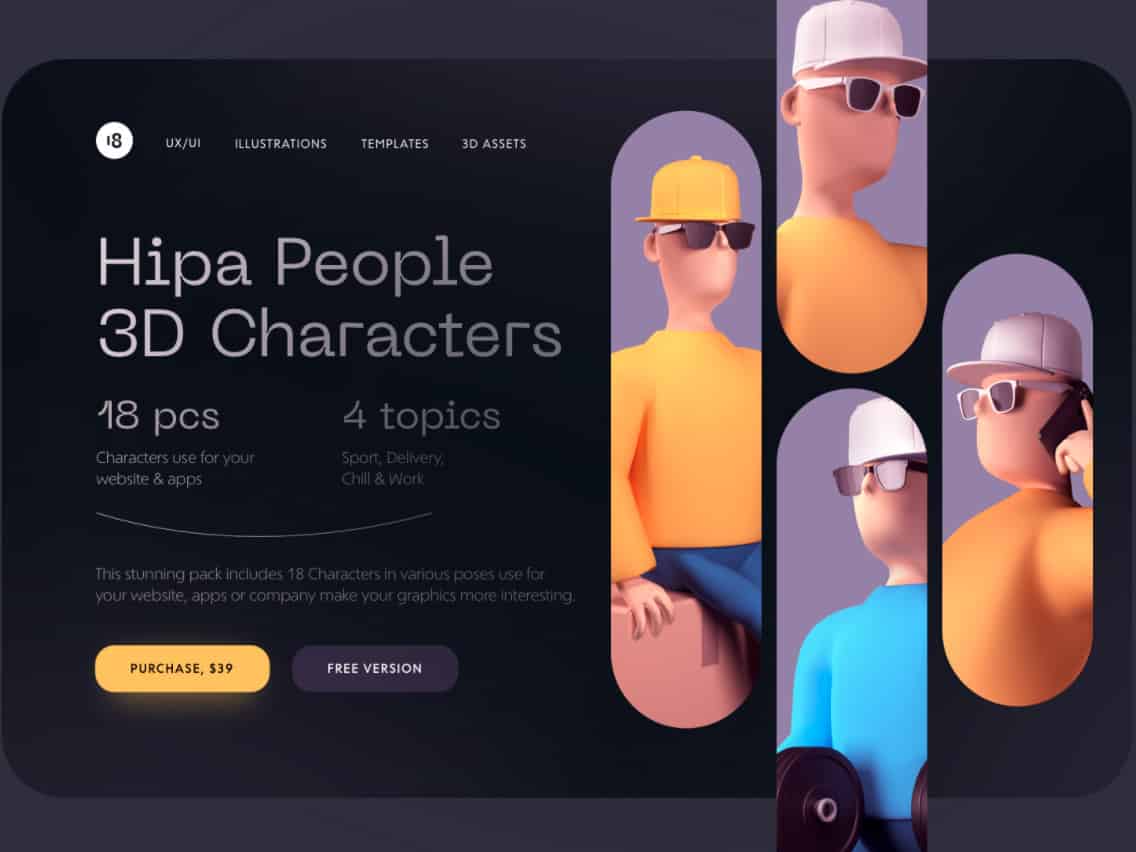 18
UX/UI
ILLUSTRATIONS
TEMPLATES
3D ASSETS
Hipa People
3D Characters
18 pcs
Characters use for your
website & apps
4 topics
Sport, Delivery,
Chill & Work
This stunning pack includes 18 Characters in various poses use for
your website, apps or company make your graphics more interesting.
PURCHASE, $39
FREE VERSION